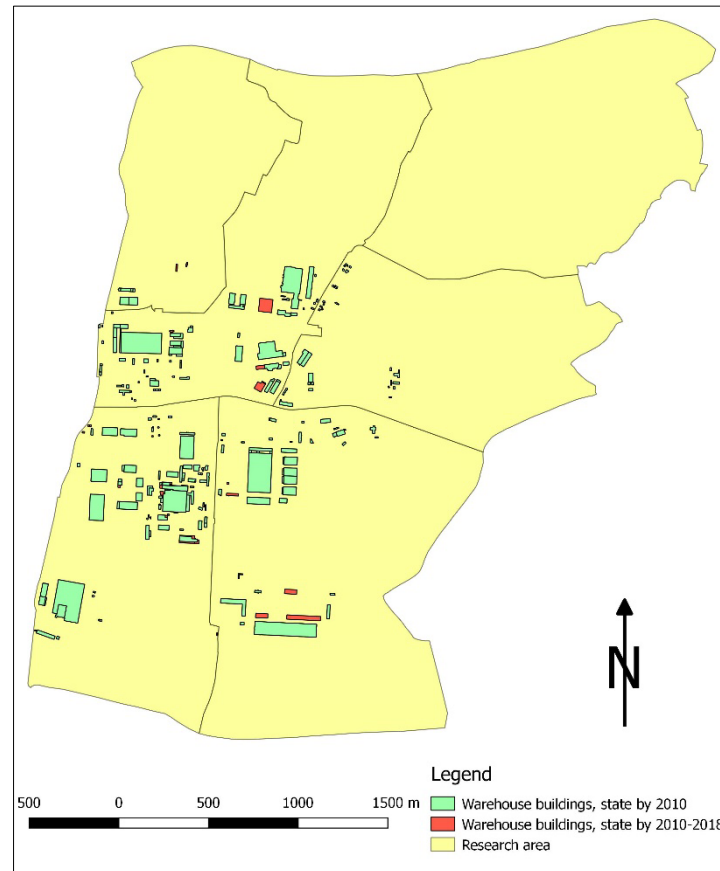 N
Legend
500 0 500 1000 1500 m
Warehouse buildings, state by 2010
Warehouse buildings, state by 2010-2018
Research area